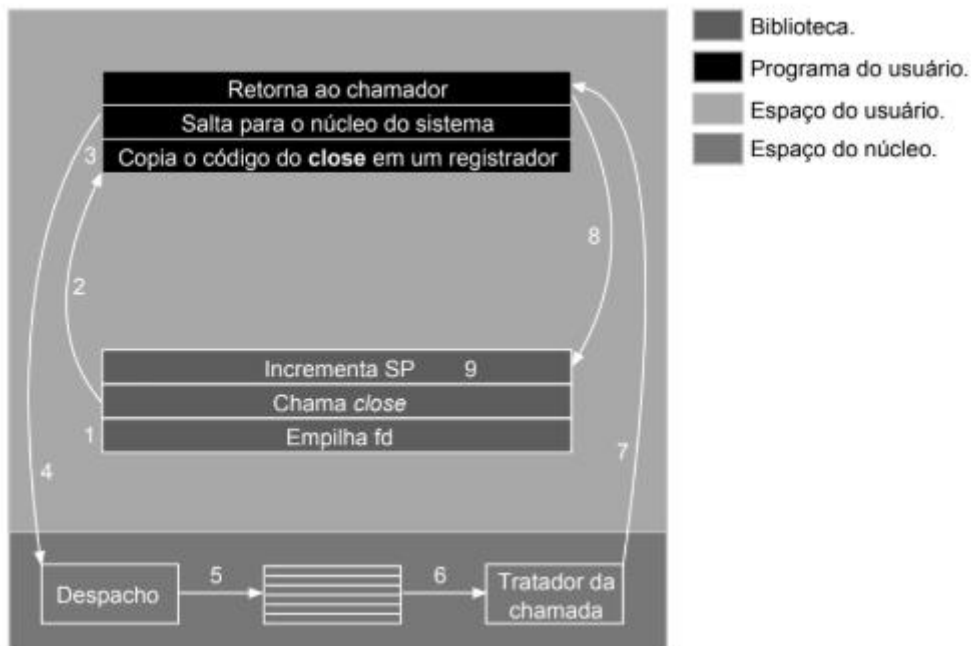 Biblioteca.
Programa do usuário.
Espaço do usuário.
Espaço do núcleo.
Retorna ao chamador
Salta para o núcleo do sistema
3 Copia o código do close em um registrador
8
2
Incrementa SP 9
Chama close
1 Empilha fd
4
7
Despacho
5
6
Tratador da
chamada